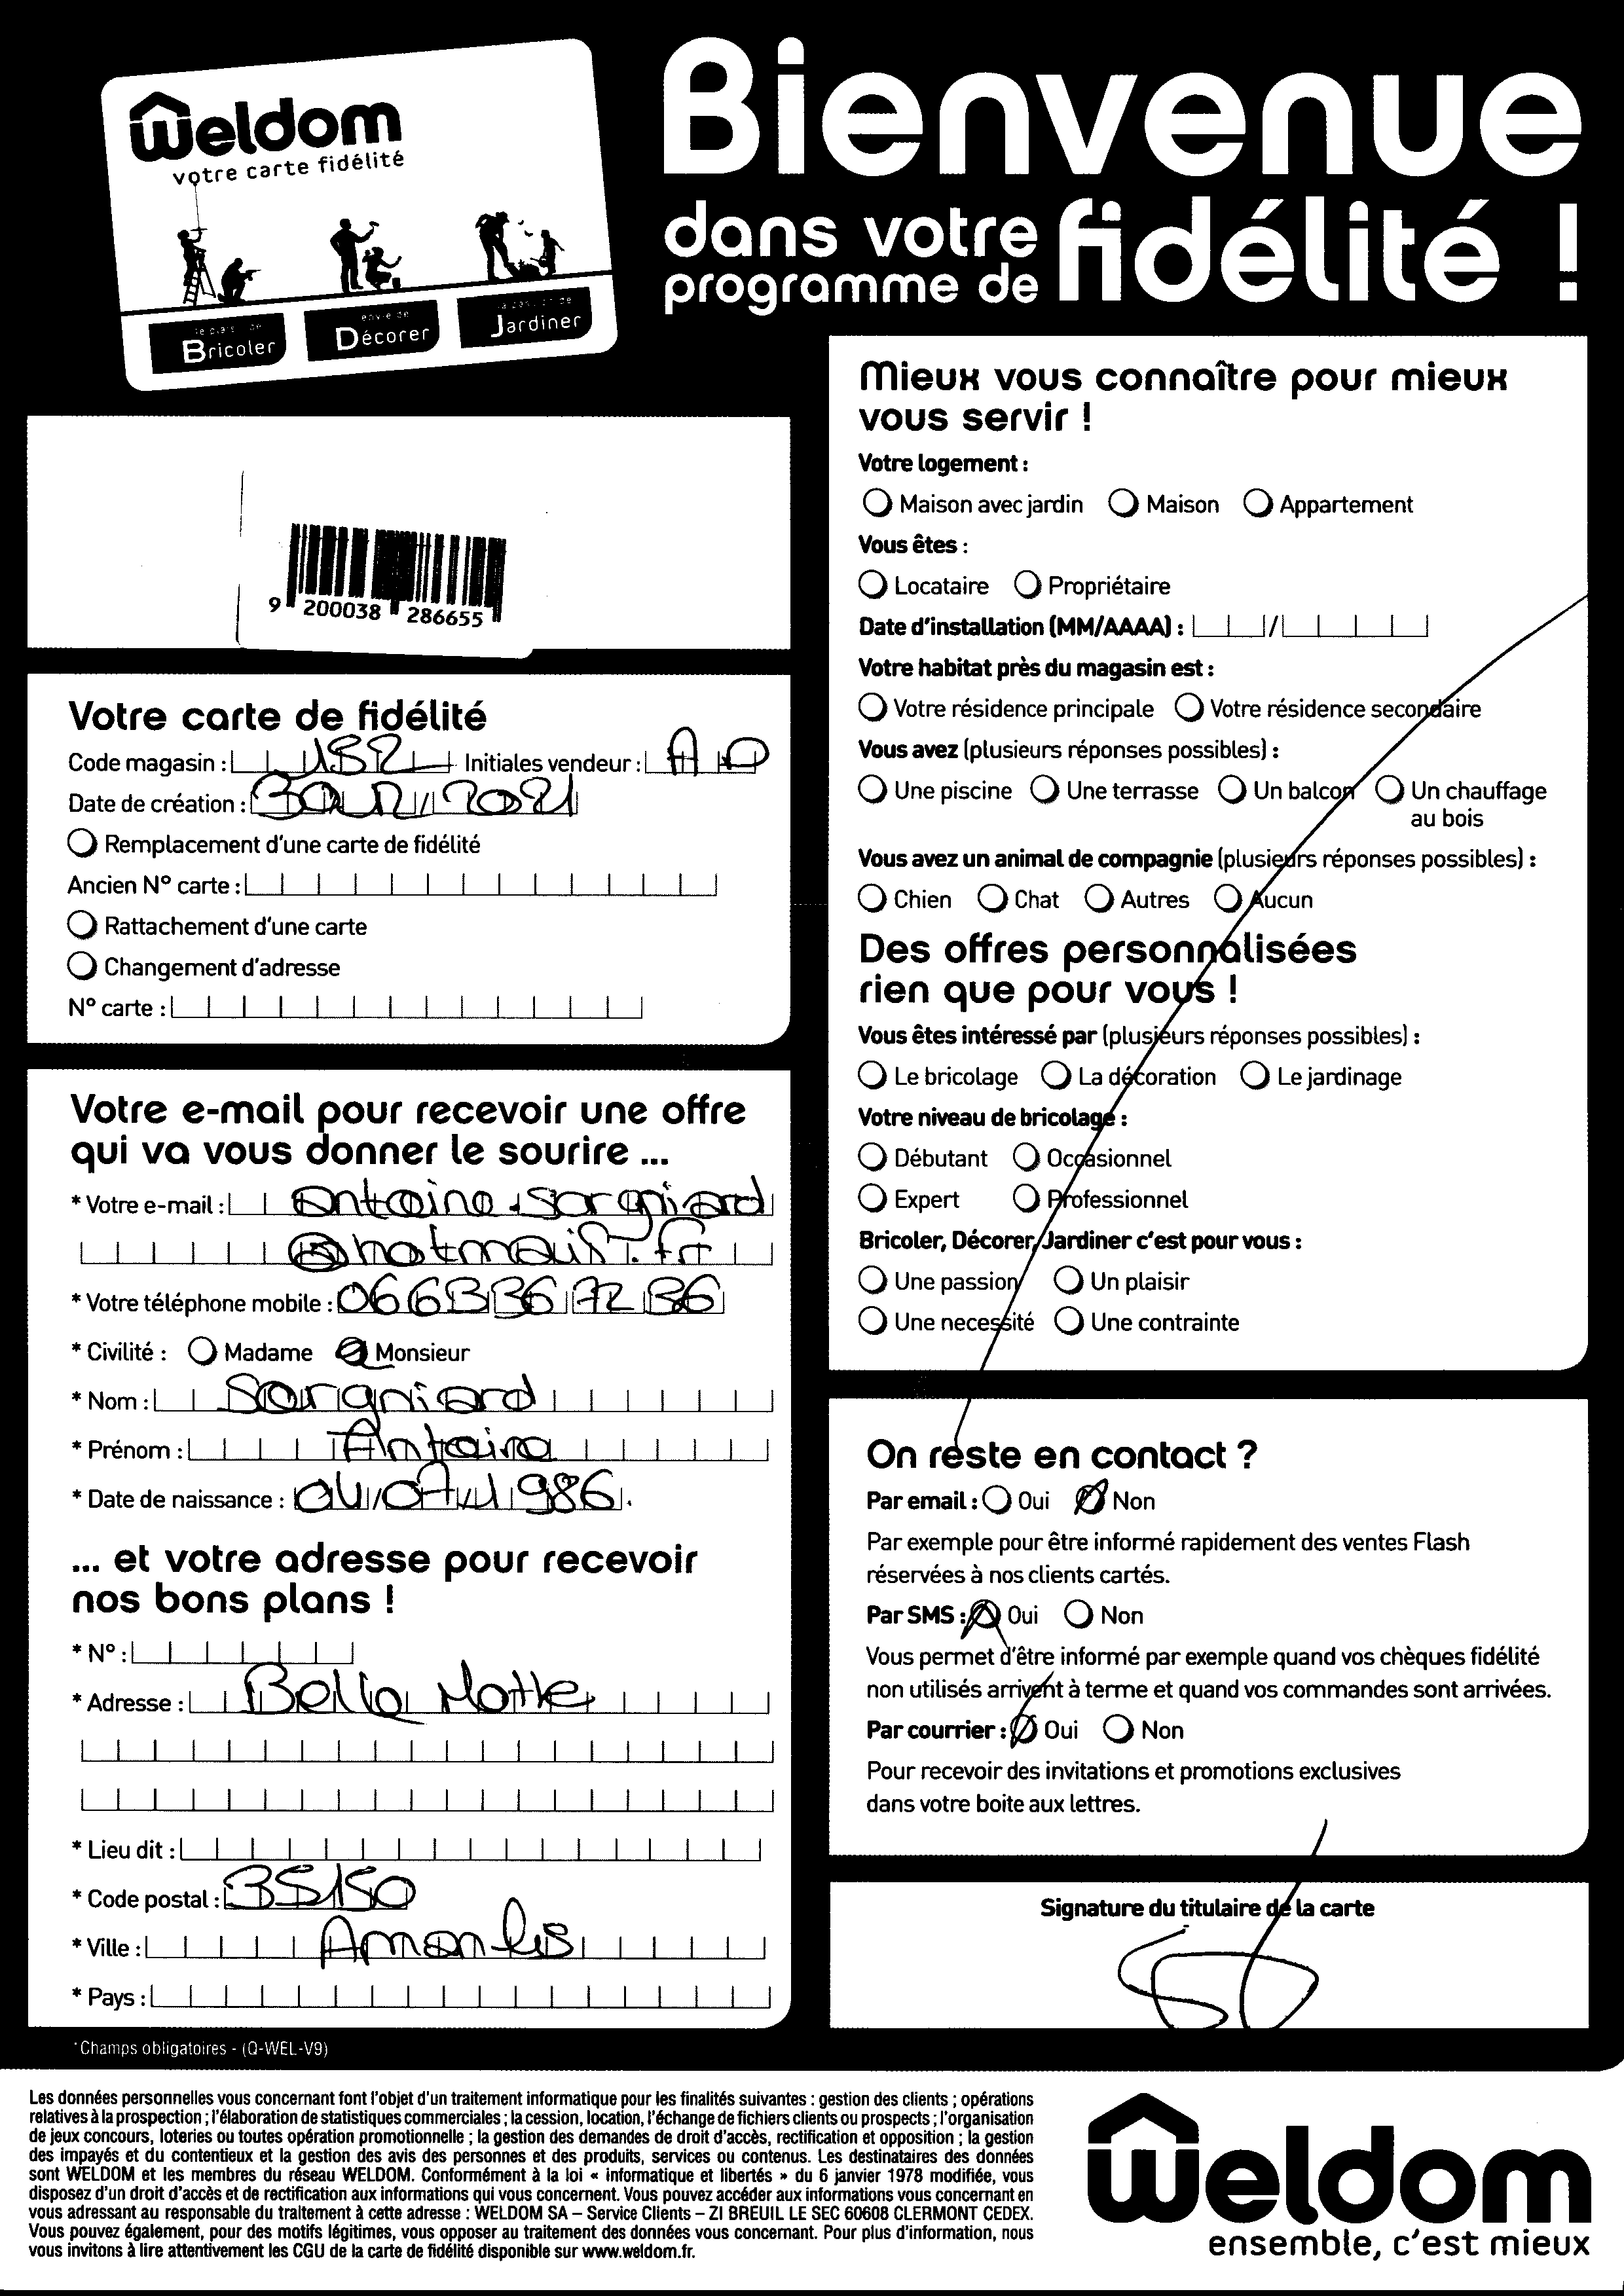 Weldom
votre carte fidélité
Bricoler
envie de
Décorer
Jardiner
Bienvenue
dans votre
programme de fidélité !
9 200038 286655
Votre carte de fidélité
Code magasin : 152 Initiales vendeur : A D
Date de création : 30/12/2021
Remplacement d'une carte de fidélité
Ancien N° carte :
Rattachement d'une carte
Changement d'adresse
N° carte :
Votre e-mail pour recevoir une offre
qui va vous donner le sourire ...
* Votre e-mail : antoine.sorgniard
@hotmail.fr
* Votre téléphone mobile : 06 63 36 72 36
* Civilité : Madame Monsieur
* Nom : Sorgniard
* Prénom : Antoine
* Date de naissance : 04/07/1986
... et votre adresse pour recevoir
nos bons plans !
* N° :
* Adresse : Belle Motte
* Lieu dit :
* Code postal : 35150
* Ville : Amanlis
* Pays :
*Champs obligatoires - (Q-WEL-V9)
Mieux vous connaître pour mieux
vous servir !
Votre logement :
Maison avec jardin Maison Appartement
Vous êtes :
Locataire Propriétaire
Date d'installation (MM/AAAA) : /
Votre habitat près du magasin est :
Votre résidence principale Votre résidence secondaire
Vous avez (plusieurs réponses possibles) :
Une piscine Une terrasse Un balcon Un chauffage
au bois
Vous avez un animal de compagnie (plusieurs réponses possibles) :
Chien Chat Autres Aucun
Des offres personnalisées
rien que pour vous !
Vous êtes intéressé par (plusieurs réponses possibles) :
Le bricolage La décoration Le jardinage
Votre niveau de bricolage :
Débutant Occasionnel
Expert Professionnel
Bricoler, Décorer, Jardiner c'est pour vous :
Une passion Un plaisir
Une necessité Une contrainte
On reste en contact ?
Par email : Oui Non
Par exemple pour être informé rapidement des ventes Flash
réservées à nos clients cartés.
Par SMS : Oui Non
Vous permet d'être informé par exemple quand vos chèques fidélité
non utilisés arrivent à terme et quand vos commandes sont arrivées.
Par courrier : Oui Non
Pour recevoir des invitations et promotions exclusives
dans votre boite aux lettres.
Signature du titulaire de la carte
Les données personnelles vous concernant font l'objet d'un traitement informatique pour les finalités suivantes : gestion des clients ; opérations
relatives à la prospection ; l'élaboration de statistiques commerciales ; la cession, location, l'échange de fichiers clients ou prospects ; l'organisation
de jeux concours, loteries ou toutes opération promotionnelle ; la gestion des demandes de droit d'accès, rectification et opposition ; la gestion
des impayés et du contentieux et la gestion des avis des personnes et des produits, services ou contenus. Les destinataires des données
sont WELDOM et les membres du réseau WELDOM. Conformément à la loi « informatique et libertés » du 6 janvier 1978 modifiée, vous
disposez d'un droit d'accès et de rectification aux informations qui vous concernent. Vous pouvez accéder aux informations vous concernant en
vous adressant au responsable du traitement à cette adresse : WELDOM SA – Service Clients – ZI BREUIL LE SEC 60608 CLERMONT CEDEX.
Vous pouvez également, pour des motifs légitimes, vous opposer au traitement des données vous concernant. Pour plus d'information, nous
vous invitons à lire attentivement les CGU de la carte de fidélité disponible sur www.weldom.fr.
Weldom
ensemble, c'est mieux